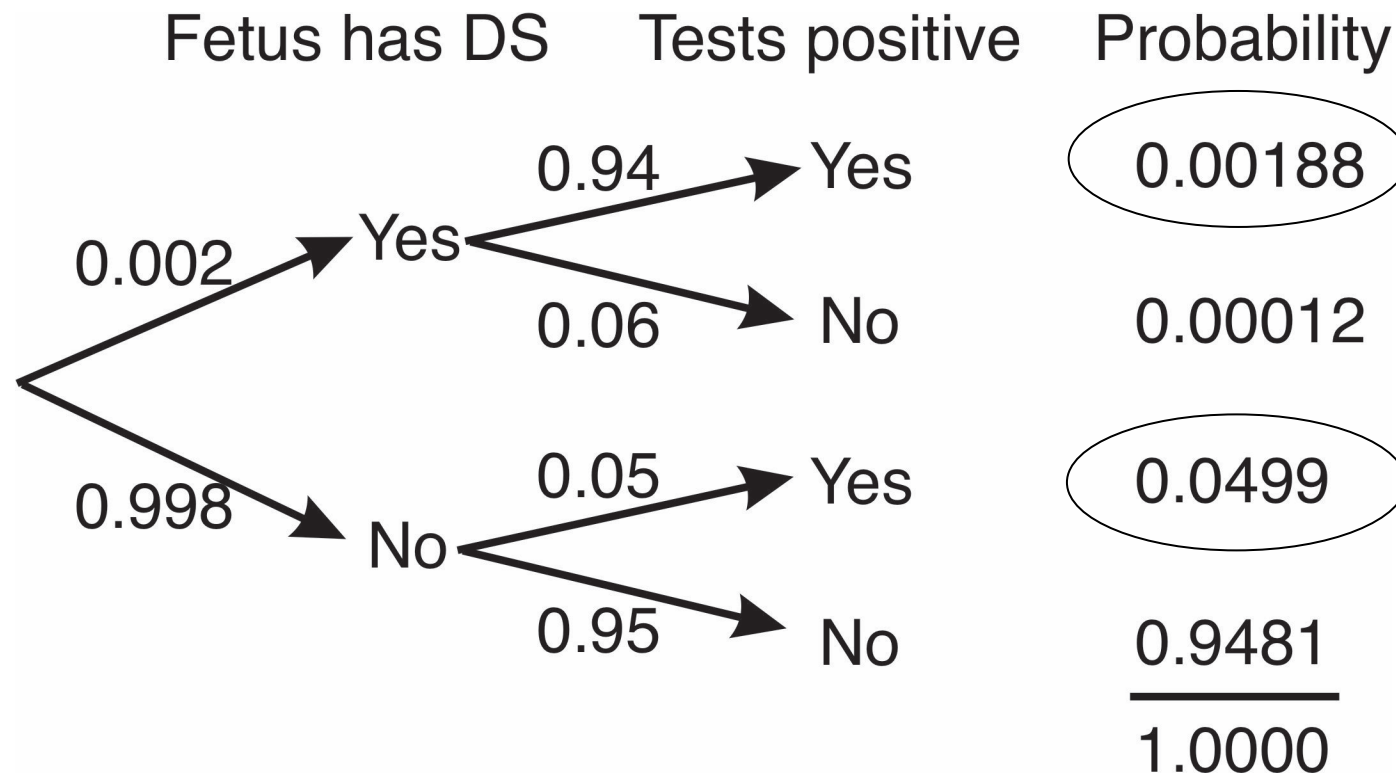 Fetus has DS Tests positive Probability
0.94 Yes 0.00188
0.002 Yes
0.06 No 0.00012
0.05 Yes 0.0499
0.998 No
0.95 No 0.9481
1.0000